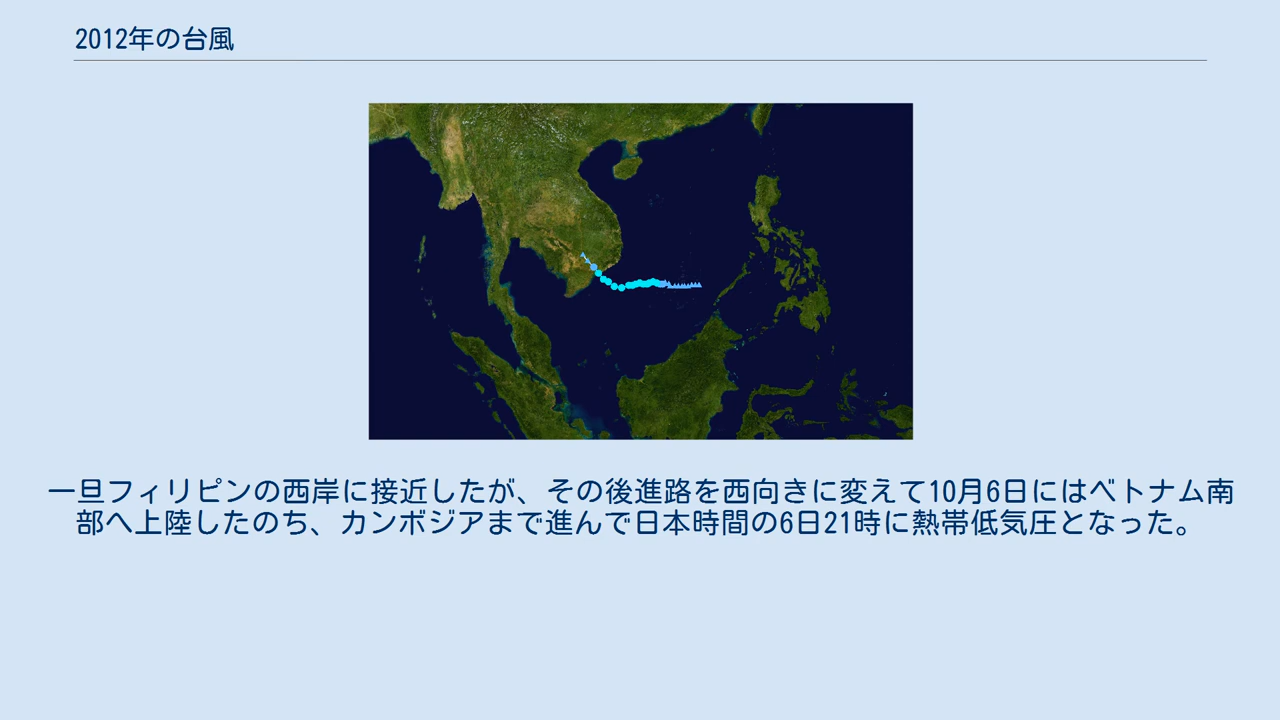 2012年の台風
一旦フィリピンの西岸に接近したが、その後進路を西向きに変えて10月6日にはベトナム南
部へ上陸したのち、カンボジアまで進んで日本時間の6日21時に熱帯低気圧となった。